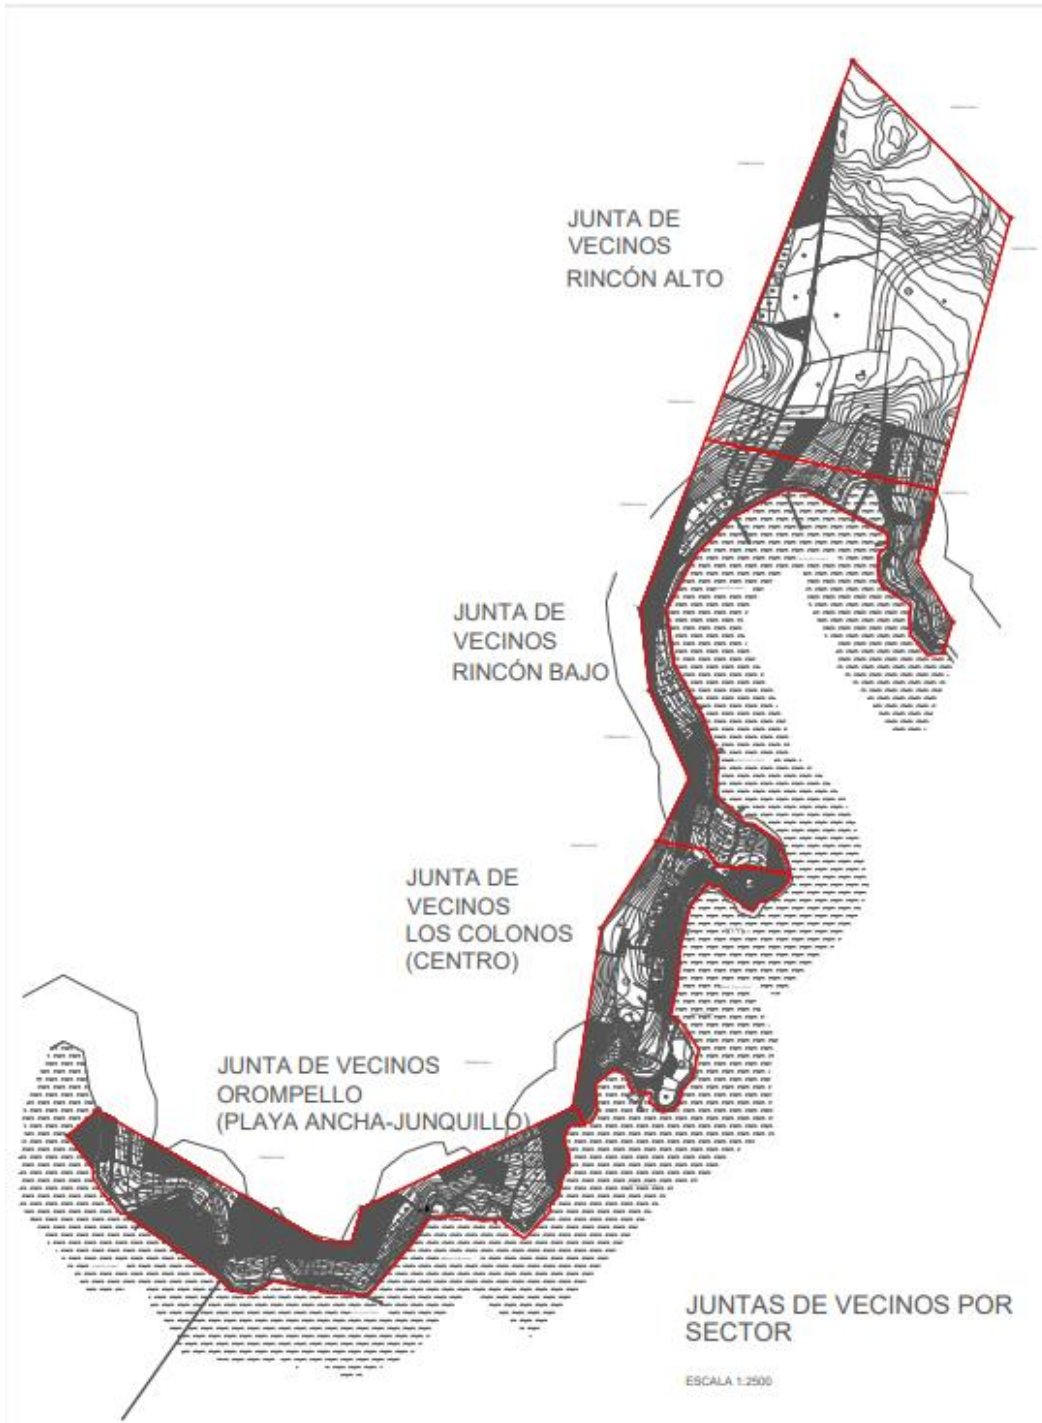 JUNTA DE
VECINOS
RINCÓN ALTO
JUNTA DE
VECINOS
RINCÓN BAJO
JUNTA DE
VECINOS
LOS COLONOS
(CENTRO)
JUNTA DE VECINOS
OROMPELLO
(PLAYA ANCHA-JUNQUILLO)
JUNTAS DE VECINOS POR
SECTOR
ESCALA 1:2500